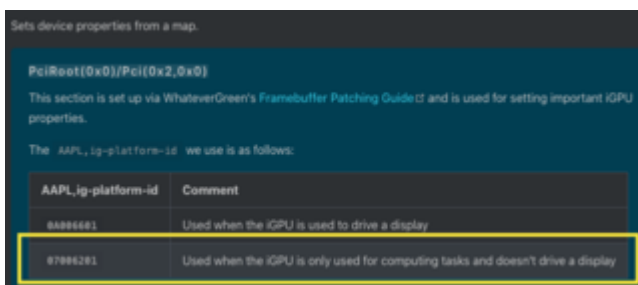 Sets device properties from a map.
PciRoot(0x0)/Pci(0x2,0x0)
This section is set up via WhateverGreen's Framebuffer Patching Guide and is used for setting important iGPU
properties.
The AAPL,ig-platform-id we use is as follows:
AAPL,ig-platform-id Comment
0A006601 Used when the iGPU is used to drive a display
07006201 Used when the iGPU is only used for computing tasks and doesn't drive a display